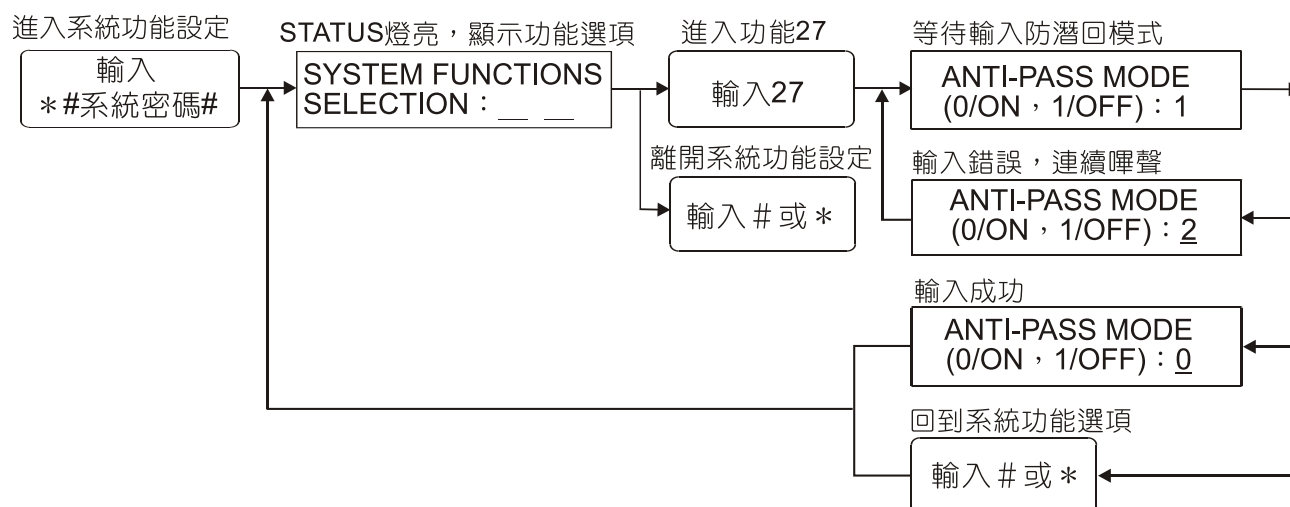 進入系統功能設定
輸入
*#系統密碼#
STATUS燈亮，顯示功能選項
SYSTEM FUNCTIONS
SELECTION：__ __
進入功能27
輸入27
離開系統功能設定
輸入＃或*
等待輸入防潛回模式
ANTI-PASS MODE
(0/ON，1/OFF)：1
輸入錯誤，連續嗶聲
ANTI-PASS MODE
(0/ON，1/OFF)：2
輸入成功
ANTI-PASS MODE
(0/ON，1/OFF)：0
回到系統功能選項
輸入＃或*